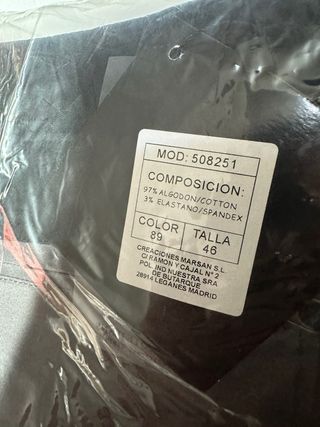 MOD: 508251
COMPOSICION:
97% ALGODON/COTTON
3% ELASTANO/SPANDEX
COLOR TALLA
89 46
CREACIONES MARSAN S.L.
C/ RAMON Y CAJAL Nº 2
POL. IND NUESTRA SRA
DE BUTARQUE
28914 LEGANES MADRID